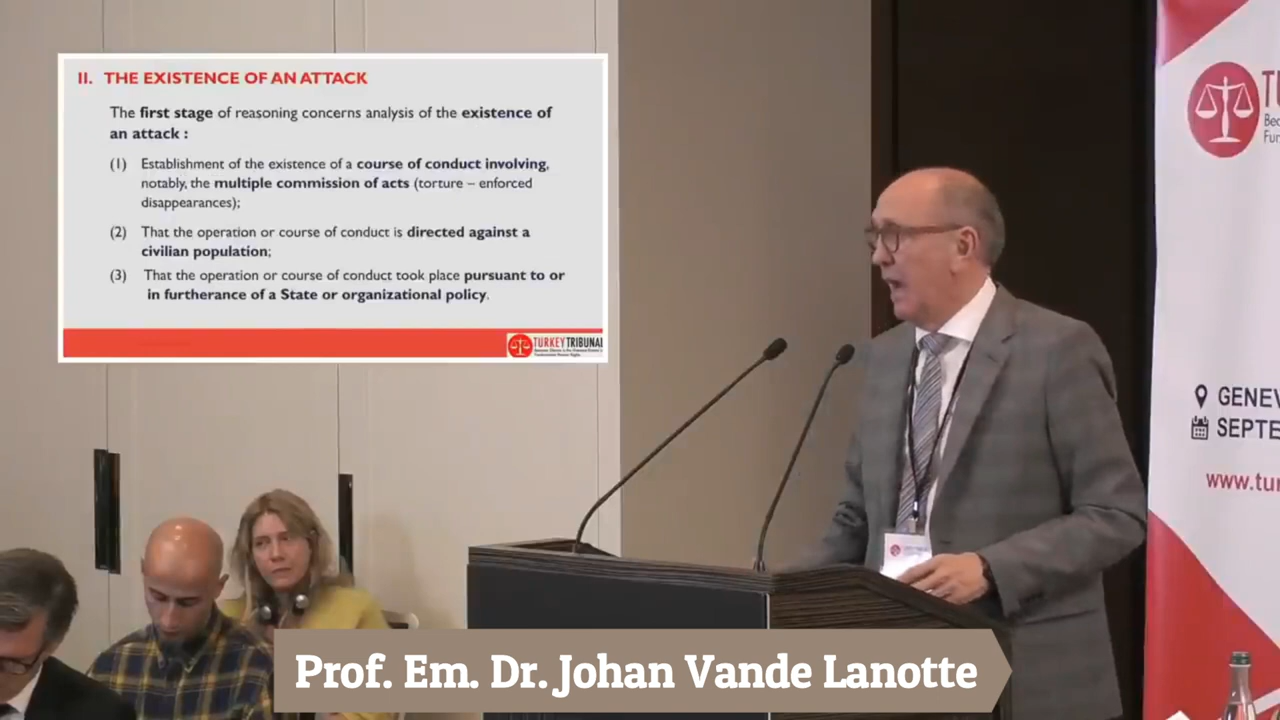 II. THE EXISTENCE OF AN ATTACK
The first stage of reasoning concerns analysis of the existence of
an attack :
(1) Establishment of the existence of a course of conduct involving,
notably, the multiple commission of acts (torture – enforced
disappearances);
(2) That the operation or course of conduct is directed against a
civilian population;
(3) That the operation or course of conduct took place pursuant to or
in furtherance of a State or organizational policy.
TURKEYTRIBUNAL
GENEV
SEPTE
www.tur
Prof. Em. Dr. Johan Vande Lanotte